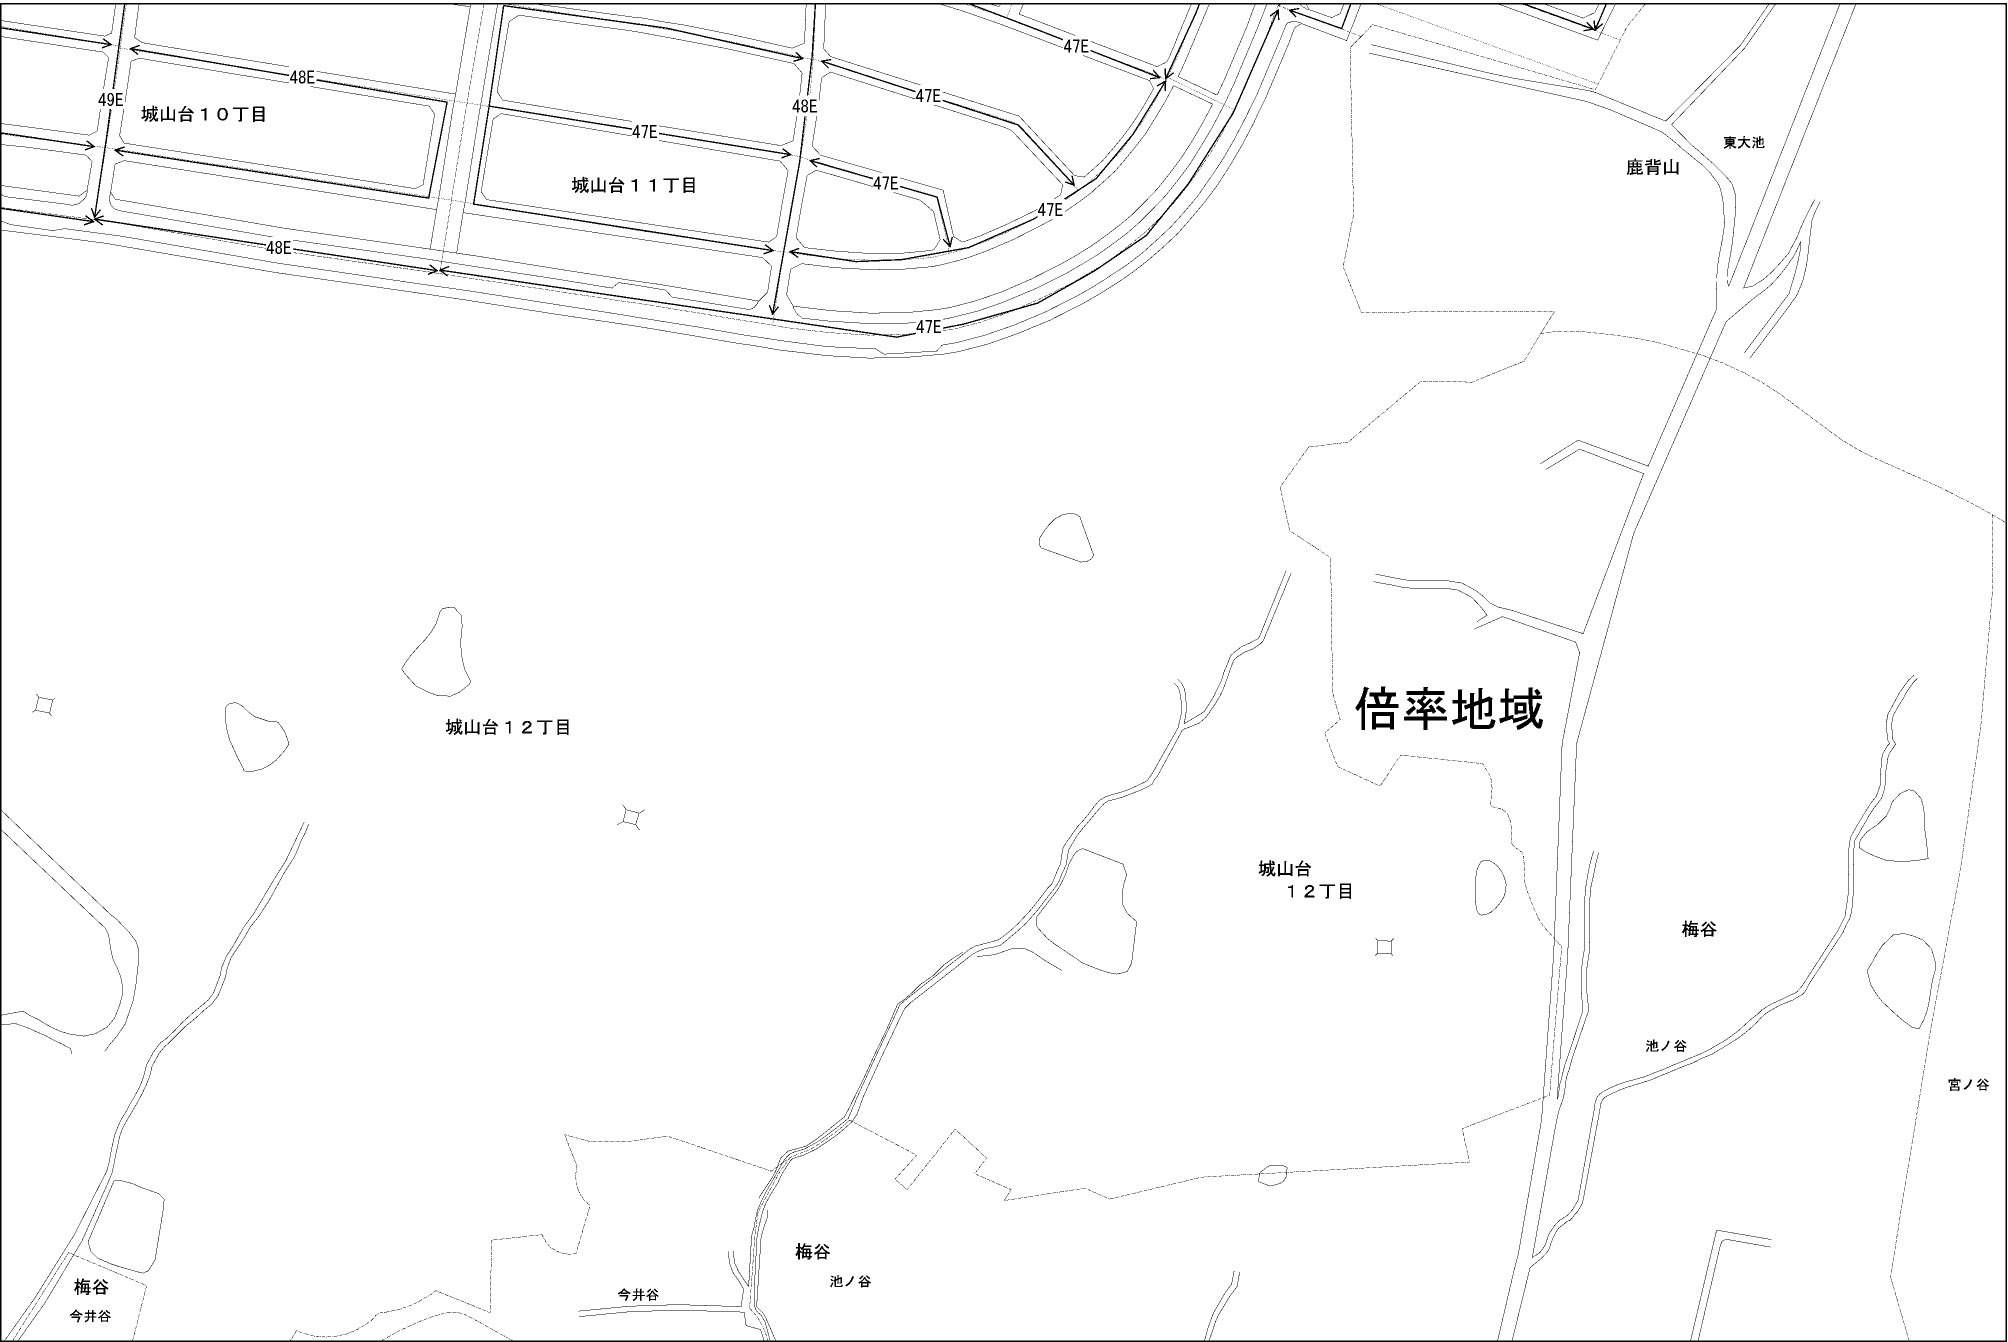 47E
48E
47E
49E
48E
城山台１０丁目
47E
東大池
鹿背山
城山台１１丁目
47E
47E
48E
47E
倍率地域
城山台１２丁目
城山台
１２丁目
梅谷
池ノ谷
宮ノ谷
梅谷
池ノ谷
今井谷
梅谷
今井谷